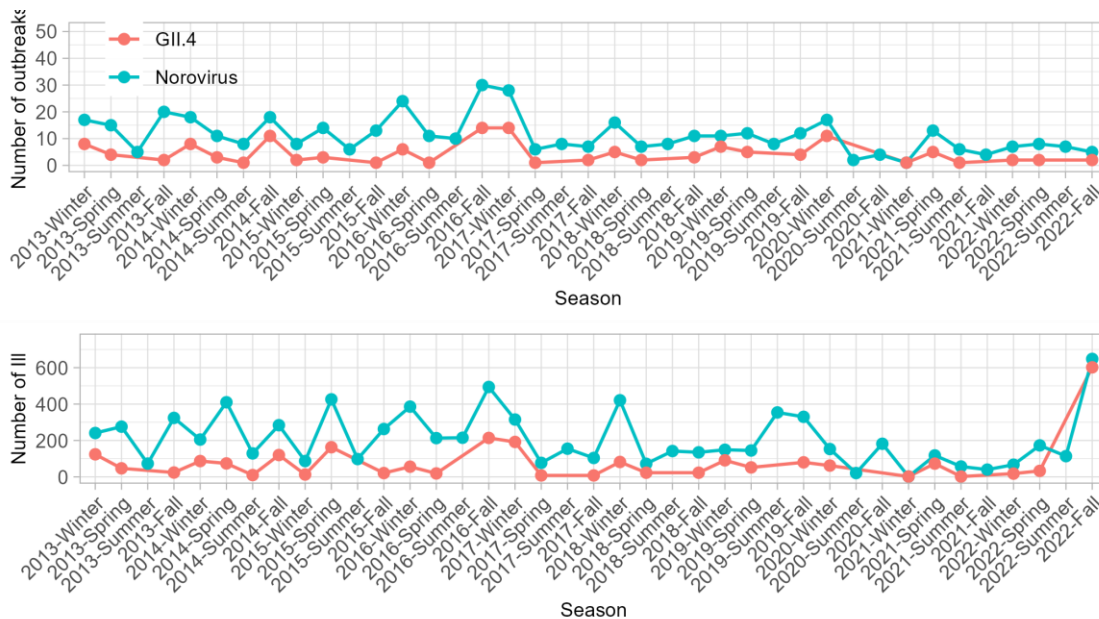 Number of outbreaks
50
40
30
20
10
0
GII.4
Norovirus
2013-Winter
2013-Spring
2013-Summer
2013-Fall
2014-Winter
2014-Spring
2014-Summer
2014-Fall
2015-Winter
2015-Spring
2015-Summer
2015-Fall
2016-Winter
2016-Spring
2016-Summer
2016-Fall
2017-Winter
2017-Spring
2017-Summer
2017-Fall
2018-Winter
2018-Spring
2018-Summer
2018-Fall
2019-Winter
2019-Spring
2019-Summer
2019-Fall
2020-Winter
2020-Summer
2020-Fall
2021-Winter
2021-Spring
2021-Summer
2021-Fall
2022-Winter
2022-Spring
2022-Summer
2022-Fall
Season
Number of Ill
600
400
200
0
2013-Winter
2013-Spring
2013-Summer
2013-Fall
2014-Winter
2014-Spring
2014-Summer
2014-Fall
2015-Winter
2015-Spring
2015-Summer
2015-Fall
2016-Winter
2016-Spring
2016-Summer
2016-Fall
2017-Winter
2017-Spring
2017-Summer
2017-Fall
2018-Winter
2018-Spring
2018-Summer
2018-Fall
2019-Winter
2019-Spring
2019-Summer
2019-Fall
2020-Winter
2020-Summer
2020-Fall
2021-Winter
2021-Spring
2021-Summer
2021-Fall
2022-Winter
2022-Spring
2022-Summer
2022-Fall
Season